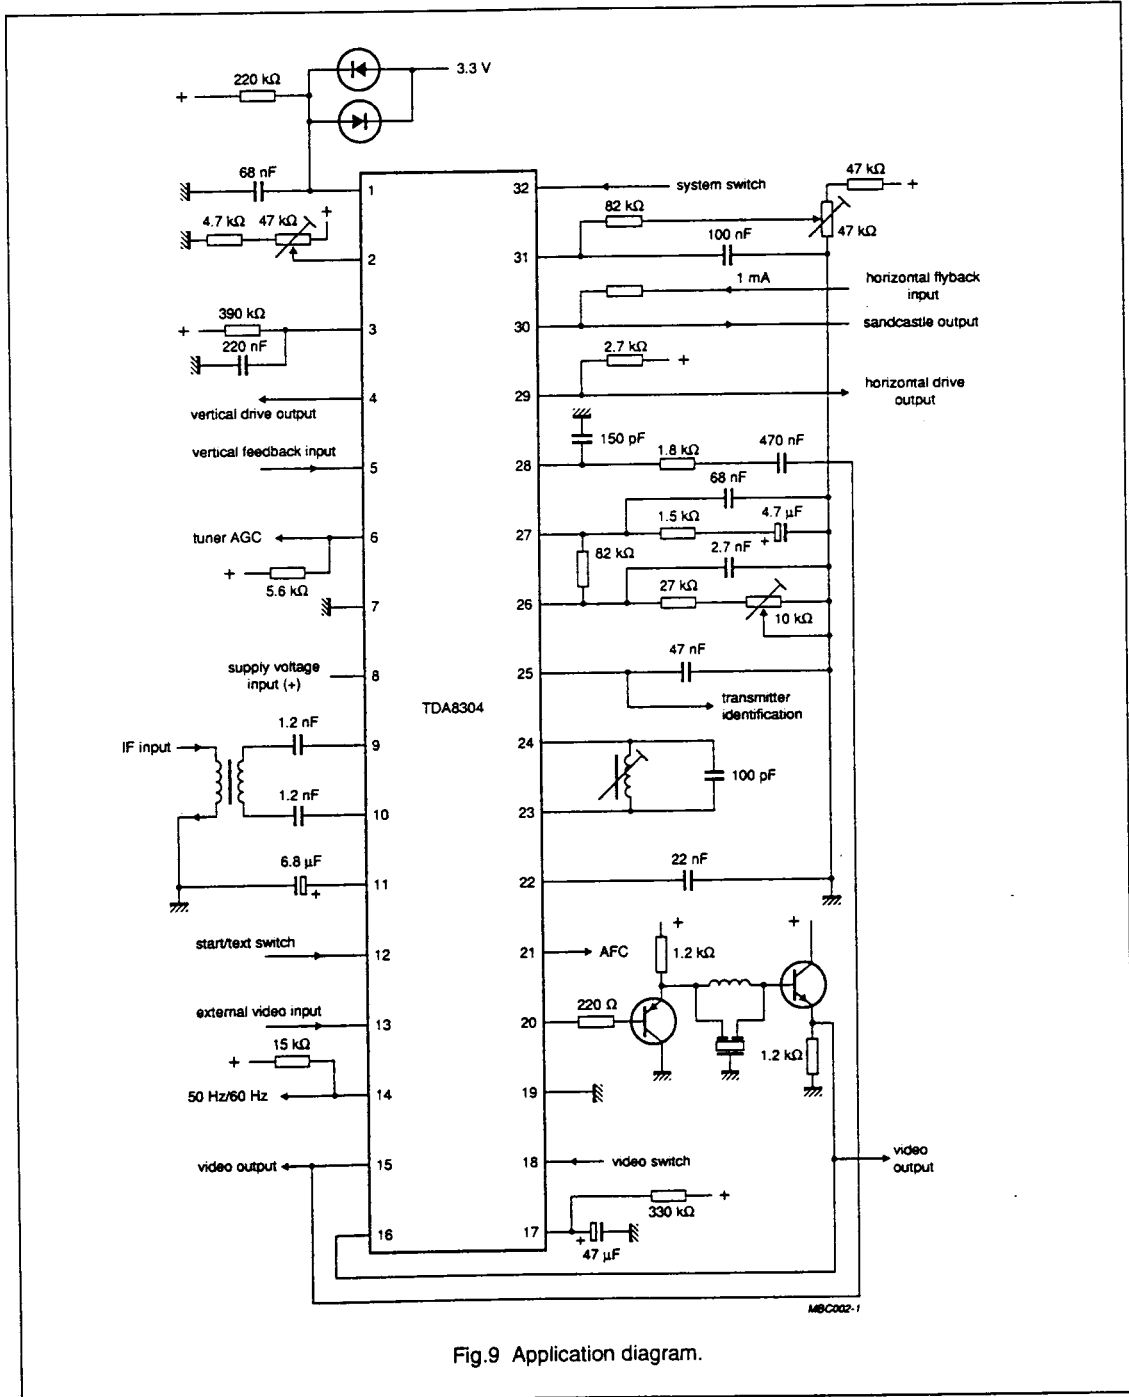 220 kΩ
3.3 V
+
68 nF
1
4.7 kΩ
47 kΩ
+
2
390 kΩ
+
3
220 nF
4
vertical drive output
vertical feedback input
5
tuner AGC
6
+
5.6 kΩ
7
supply voltage
input (+)
8
TDA8304
1.2 nF
IF input
9
1.2 nF
10
6.8 µF
11
+
start/text switch
12
external video input
13
15 kΩ
+
50 Hz/60 Hz
14
video output
15
16
32
system switch
47 kΩ
+
82 kΩ
47 kΩ
100 nF
31
1 mA
horizontal flyback
input
30
sandcastle output
2.7 kΩ
+
29
horizontal drive
output
150 pF
470 nF
1.8 kΩ
28
68 nF
1.5 kΩ
4.7 µF
27
+
82 kΩ
2.7 nF
27 kΩ
26
10 kΩ
47 nF
25
transmitter
identification
24
100 pF
23
22 nF
22
+
+
21
AFC
1.2 kΩ
220 Ω
20
1.2 kΩ
19
18
video switch
video
output
+
330 kΩ
17
+
47 µF
MBC002-1
Fig.9 Application diagram.